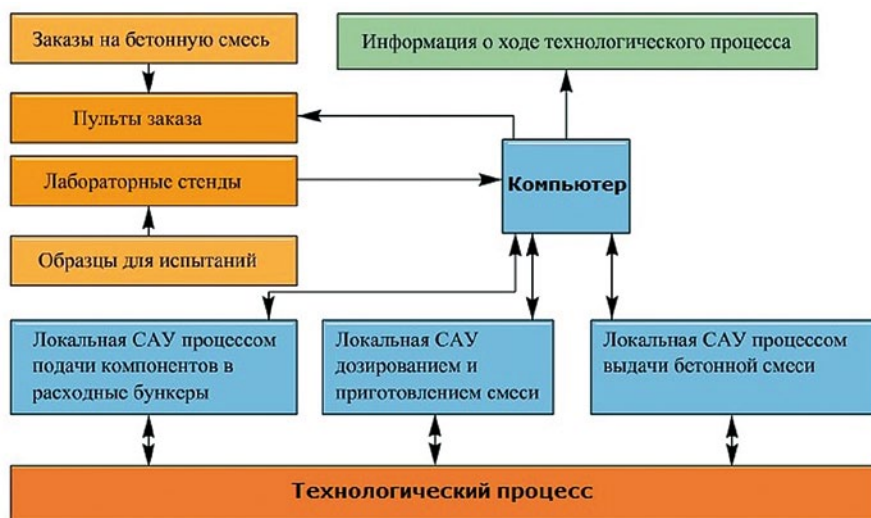 Заказы на бетонную смесь
Информация о ходе технологического процесса
Пульты заказа
Лабораторные стенды
Компьютер
Образцы для испытаний
Локальная САУ процессом
подачи компонентов в
расходные бункеры
Локальная САУ
дозированием и
приготовлением смеси
Локальная САУ процессом
выдачи бетонной смеси
Технологический процесс